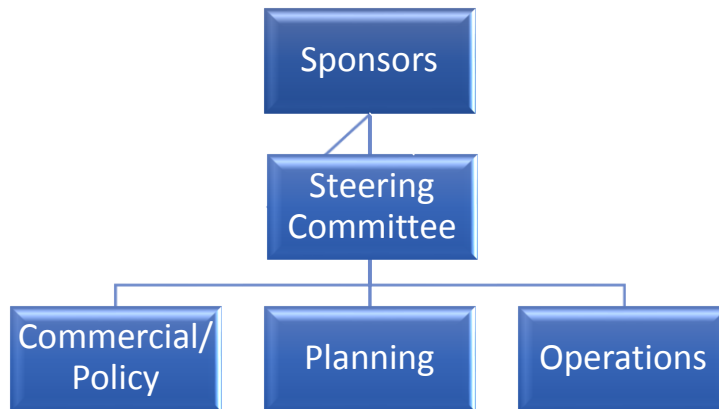 Sponsors
Steering
Committee
Commercial/
Policy
Planning
Operations